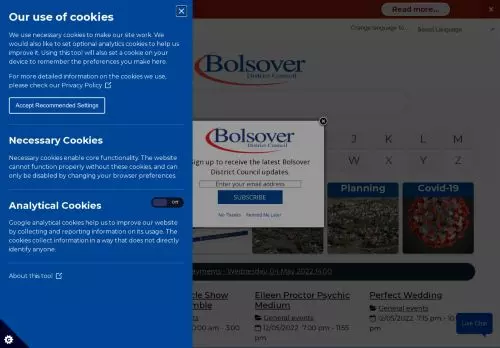 Our use of cookies
We use necessary cookies to make our site work. We
would also like to set optional analytics cookies to help us
improve it. Using this tool will also set a cookie on your
device to remember the preferences you make here.
For more detailed information on the cookies we use,
please check our Privacy Policy
Accept Recommended Settings
Necessary Cookies
Necessary cookies enable core functionality. The website
cannot function properly without these cookies, and can
only be disabled by changing your browser preferences.
Analytical Cookies
Off
Google analytical cookies help us to improve our website
by collecting and reporting information on its usage. The
cookies collect information in a way that does not directly
identify anyone.
About this tool
Read more...
Change language to...
Select Language
Bolsover
District Council
J K L M
W X Y Z
Bolsover
District Council
Sign up to receive the latest Bolsover
District Council updates.
Enter your email address
SUBSCRIBE
No Thanks Remind Me Later
Planning
Covid-19
ayments - Wednesday, 04 May 2022 14:00
cle Show
Eileen Proctor Psychic
Medium
General events
12/05/2022 7:00 pm - 11:55
pm
Perfect Wedding
General events
12/05/2022 7:15 pm - 10:
pm
:00 am - 3:00
Live Chat